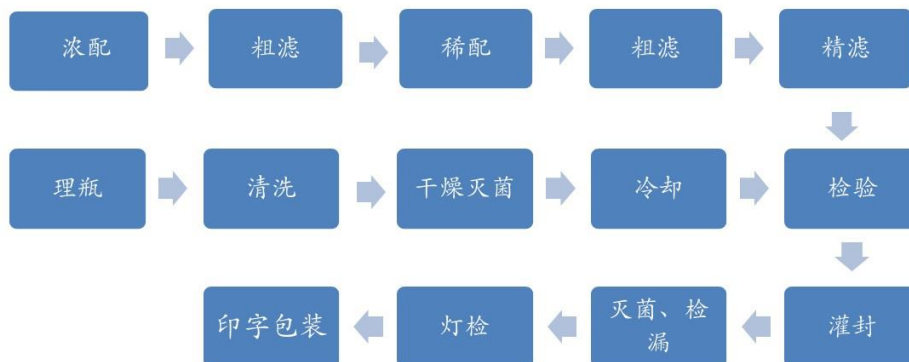 浓配
粗滤
稀配
粗滤
精滤
理瓶
清洗
干燥灭菌
冷却
检验
印字包装
灯检
灭菌、检
漏
灌封